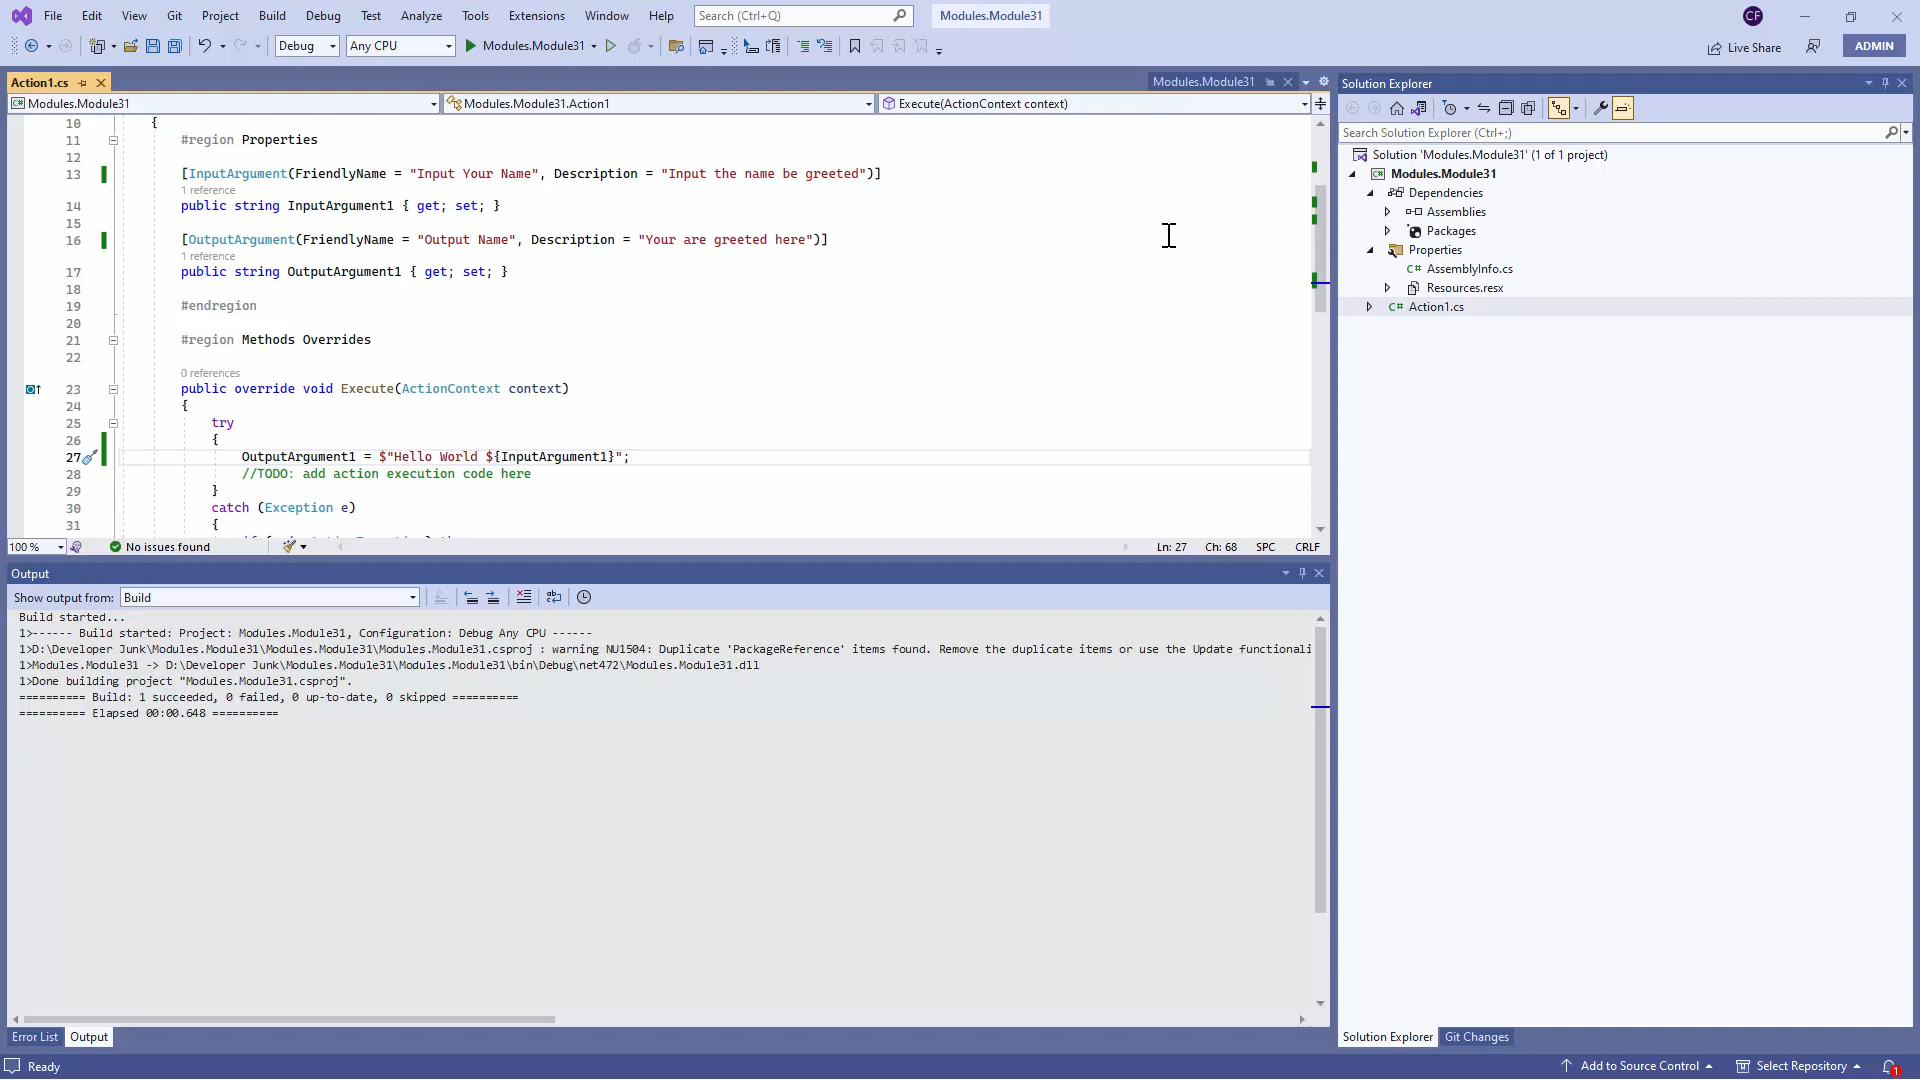 File Edit View Git Project Build Debug Test Analyze Tools Extensions Window Help Search (Ctrl+Q) Modules.Module31 CF
Debug Any CPU Modules.Module31 Live Share ADMIN
Action1.cs Modules.Module31
Modules.Module31 Modules.Module31.Action1 Execute(ActionContext context)
10 {
11 #region Properties
12
13 [InputArgument(FriendlyName = "Input Your Name", Description = "Input the name be greeted")]
1 reference
14 public string InputArgument1 { get; set; }
15
16 [OutputArgument(FriendlyName = "Output Name", Description = "Your are greeted here")]
1 reference
17 public string OutputArgument1 { get; set; }
18
19 #endregion
20
21 #region Methods Overrides
22
0 references
23 public override void Execute(ActionContext context)
24 {
25 try
26 {
27 OutputArgument1 = $"Hello World ${InputArgument1}";
28 //TODO: add action execution code here
29 }
30 catch (Exception e)
31 {
100 % No issues found Ln: 27 Ch: 68 SPC CRLF
Output
Show output from: Build
Build started...
1>------ Build started: Project: Modules.Module31, Configuration: Debug Any CPU ------
1>D:\Developer Junk\Modules.Module31\Modules.Module31\Modules.Module31.csproj : warning NU1504: Duplicate 'PackageReference' items found. Remove the duplicate items or use the Update functionali
1>Modules.Module31 -> D:\Developer Junk\Modules.Module31\Modules.Module31\bin\Debug\net472\Modules.Module31.dll
1>Done building project "Modules.Module31.csproj".
========== Build: 1 succeeded, 0 failed, 0 up-to-date, 0 skipped ==========
========== Elapsed 00:00.648 ==========
Error List Output
Solution Explorer
Search Solution Explorer (Ctrl+;)
Solution 'Modules.Module31' (1 of 1 project)
C# Modules.Module31
Dependencies
Assemblies
Packages
Properties
C# AssemblyInfo.cs
Resources.resx
C# Action1.cs
Solution Explorer Git Changes
Ready Add to Source Control Select Repository 1